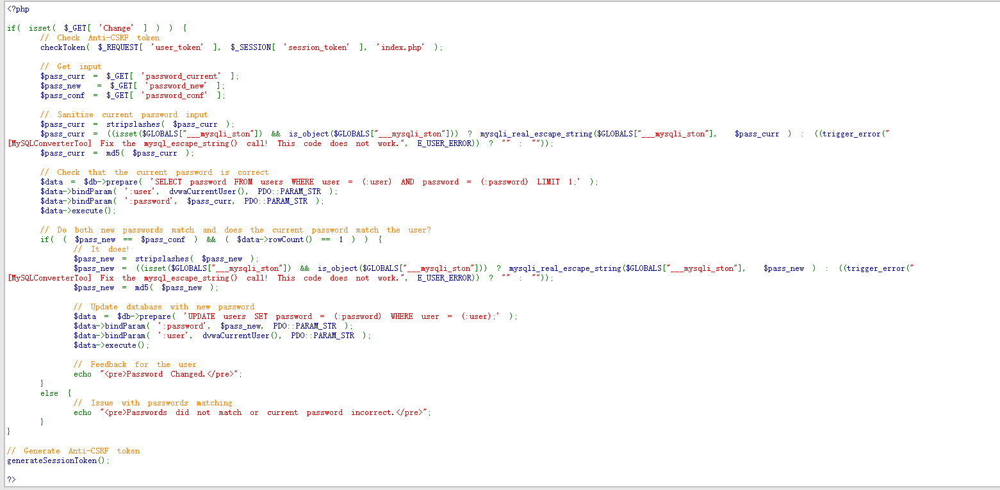 <?php
if( isset( $_GET[ 'Change' ] ) ) {
// Check Anti-CSRF token
checkToken( $_REQUEST[ 'user_token' ], $_SESSION[ 'session_token' ], 'index.php' );
// Get input
$pass_curr = $_GET[ 'password_current' ];
$pass_new = $_GET[ 'password_new' ];
$pass_conf = $_GET[ 'password_conf' ];
// Sanitise current password input
$pass_curr = stripslashes( $pass_curr );
$pass_curr = ((isset($GLOBALS["___mysqli_ston"]) && is_object($GLOBALS["___mysqli_ston"])) ? mysqli_real_escape_string($GLOBALS["___mysqli_ston"], $pass_curr ) : ((trigger_error("
[MySQLConverterToo] Fix the mysql_escape_string() call! This code does not work.", E_USER_ERROR)) ? "" : ""));
$pass_curr = md5( $pass_curr );
// Check that the current password is correct
$data = $db->prepare( 'SELECT password FROM users WHERE user = (:user) AND password = (:password) LIMIT 1;' );
$data->bindParam( ':user', dvwaCurrentUser(), PDO::PARAM_STR );
$data->bindParam( ':password', $pass_curr, PDO::PARAM_STR );
$data->execute();
// Do both new passwords match and does the current password match the user?
if( ( $pass_new == $pass_conf ) && ( $data->rowCount() == 1 ) ) {
// It does!
$pass_new = stripslashes( $pass_new );
$pass_new = ((isset($GLOBALS["___mysqli_ston"]) && is_object($GLOBALS["___mysqli_ston"])) ? mysqli_real_escape_string($GLOBALS["___mysqli_ston"], $pass_new ) : ((trigger_error("
[MySQLConverterToo] Fix the mysql_escape_string() call! This code does not work.", E_USER_ERROR)) ? "" : ""));
$pass_new = md5( $pass_new );
// Update database with new password
$data = $db->prepare( 'UPDATE users SET password = (:password) WHERE user = (:user);' );
$data->bindParam( ':password', $pass_new, PDO::PARAM_STR );
$data->bindParam( ':user', dvwaCurrentUser(), PDO::PARAM_STR );
$data->execute();
// Feedback for the user
echo "<pre>Password Changed.</pre>";
}
else {
// Issue with passwords matching
echo "<pre>Passwords did not match or current password incorrect.</pre>";
}
}
// Generate Anti-CSRF token
generateSessionToken();
?>